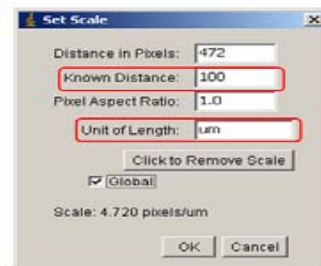 Set Scale
Distance in Pixels: 472
Known Distance: 100
Pixel Aspect Ratio: 1.0
Unit of Length: um
Click to Remove Scale
Global
Scale: 4.720 pixels/um
OK Cancel